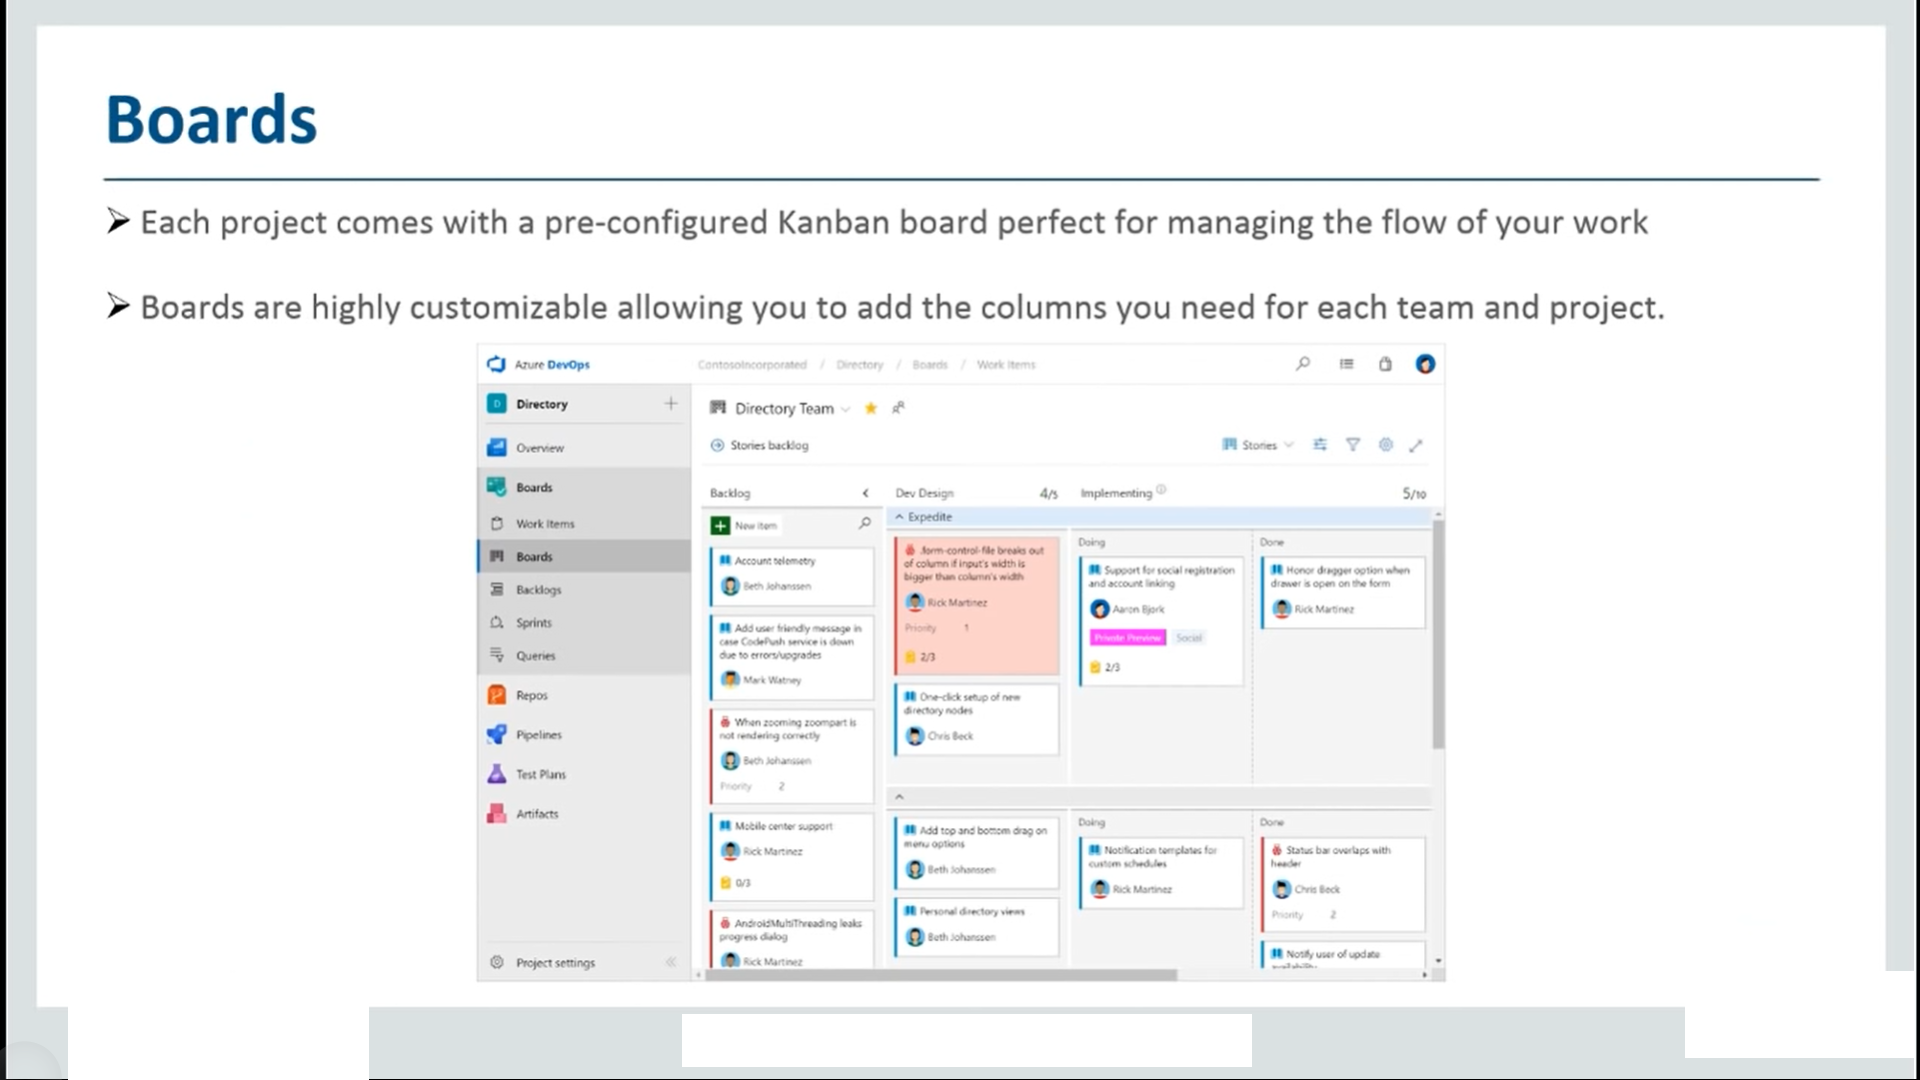 Boards
Each project comes with a pre-configured Kanban board perfect for managing the flow of your work
Boards are highly customizable allowing you to add the columns you need for each team and project.
Azure DevOps
ContosoIncorporated / Directory / Boards / Work Items
D Directory
Overview
Boards
Work Items
Boards
Backlogs
Sprints
Queries
Repos
Pipelines
Test Plans
Artifacts
Project settings
Directory Team
Stories backlog
Stories
Backlog
New item
Account telemetry
Beth Johanssen
Add user friendly message in
case CodePush service is down
due to errors/upgrades
Mark Watney
When zooming zoompart is
not rendering correctly
Beth Johanssen
Priority 2
Mobile center support
Rick Martinez
0/3
AndroidMultiThreading leaks
progress dialog
Rick Martinez
Dev Design 4/5
Expedite
.form-control-file breaks out
of column if input's width is
bigger than column's width
Rick Martinez
Priority 1
2/3
One-click setup of new
directory nodes
Chris Beck
Add top and bottom drag on
menu options
Beth Johanssen
Personal directory views
Beth Johanssen
Implementing 5/10
Doing
Support for social registration
and account linking
Aaron Bjork
Private Preview Social
2/3
Done
Honor dragger option when
drawer is open on the form
Rick Martinez
Doing
Notification templates for
custom schedules
Rick Martinez
Done
Status bar overlaps with
header
Chris Beck
Priority 2
Notify user of update